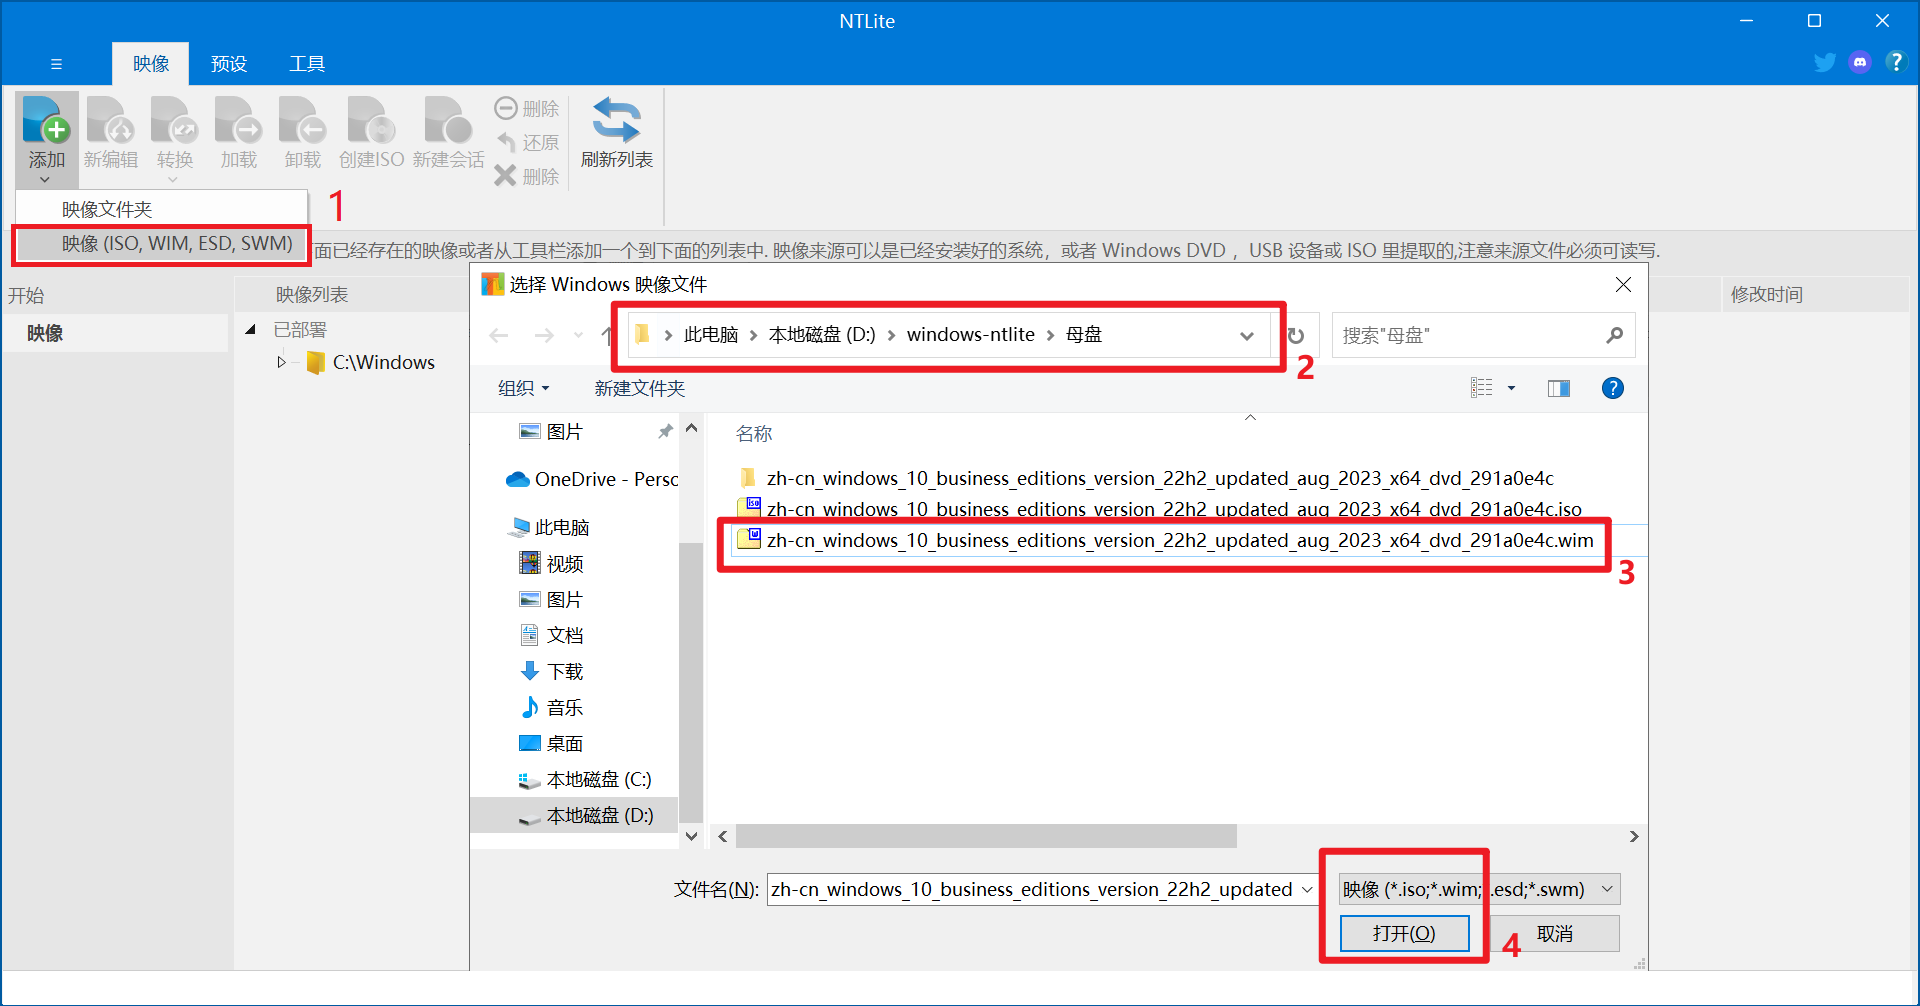 NTLite
映像 预设 工具
添加 新编辑 转换 加载 卸载 创建ISO 新建会话
删除
还原
删除
刷新列表
映像文件夹
1
映像 (ISO, WIM, ESD, SWM)
面已经存在的映像或者从工具栏添加一个到下面的列表中. 映像来源可以是已经安装好的系统，或者 Windows DVD， USB 设备或 ISO 里提取的,注意来源文件必须可读写.
开始
映像
映像列表
已部署
C:\Windows
修改时间
选择 Windows 映像文件
此电脑 本地磁盘 (D:) windows-ntlite 母盘
搜索"母盘"
2
组织 新建文件夹
图片
OneDrive - Perso
此电脑
视频
图片
文档
下载
音乐
桌面
本地磁盘 (C:)
本地磁盘 (D:)
名称
zh-cn_windows_10_business_editions_version_22h2_updated_aug_2023_x64_dvd_291a0e4c
zh-cn_windows_10_business_editions_version_22h2_updated_aug_2023_x64_dvd_291a0e4c.iso
zh-cn_windows_10_business_editions_version_22h2_updated_aug_2023_x64_dvd_291a0e4c.wim
3
文件名(N): zh-cn_windows_10_business_editions_version_22h2_updated
映像 (*.iso;*.wim;*.esd;*.swm)
打开(O) 4 取消